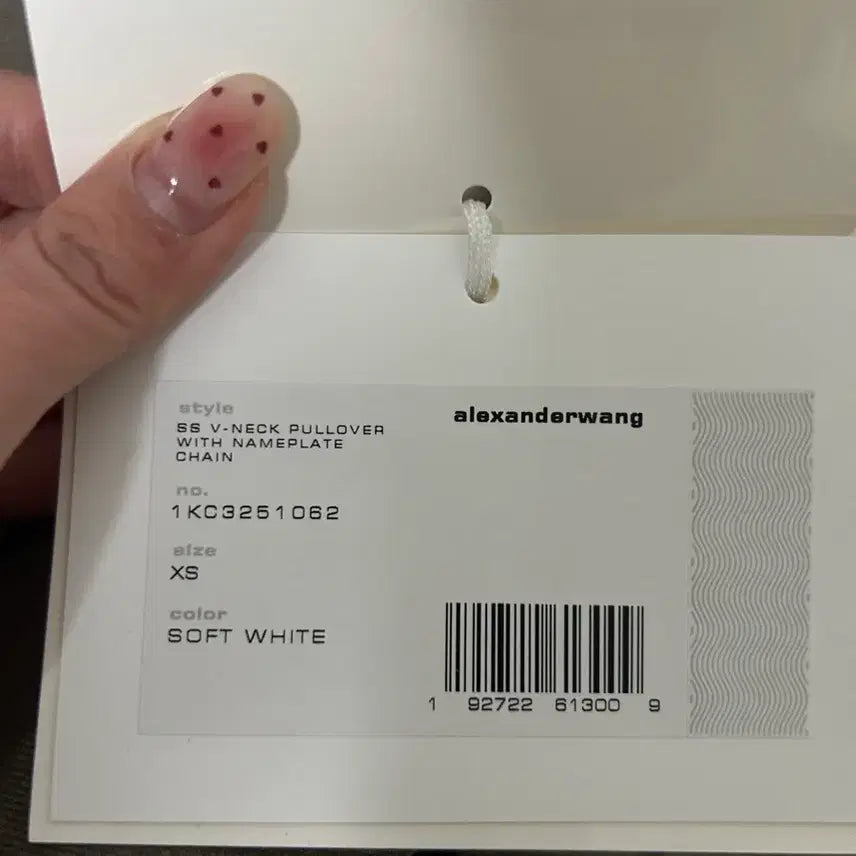 style
SS V-NECK PULLOVER
WITH NAMEPLATE
CHAIN
no.
1KC3251062
size
XS
color
SOFT WHITE
alexanderwang
1 92722 61300 9